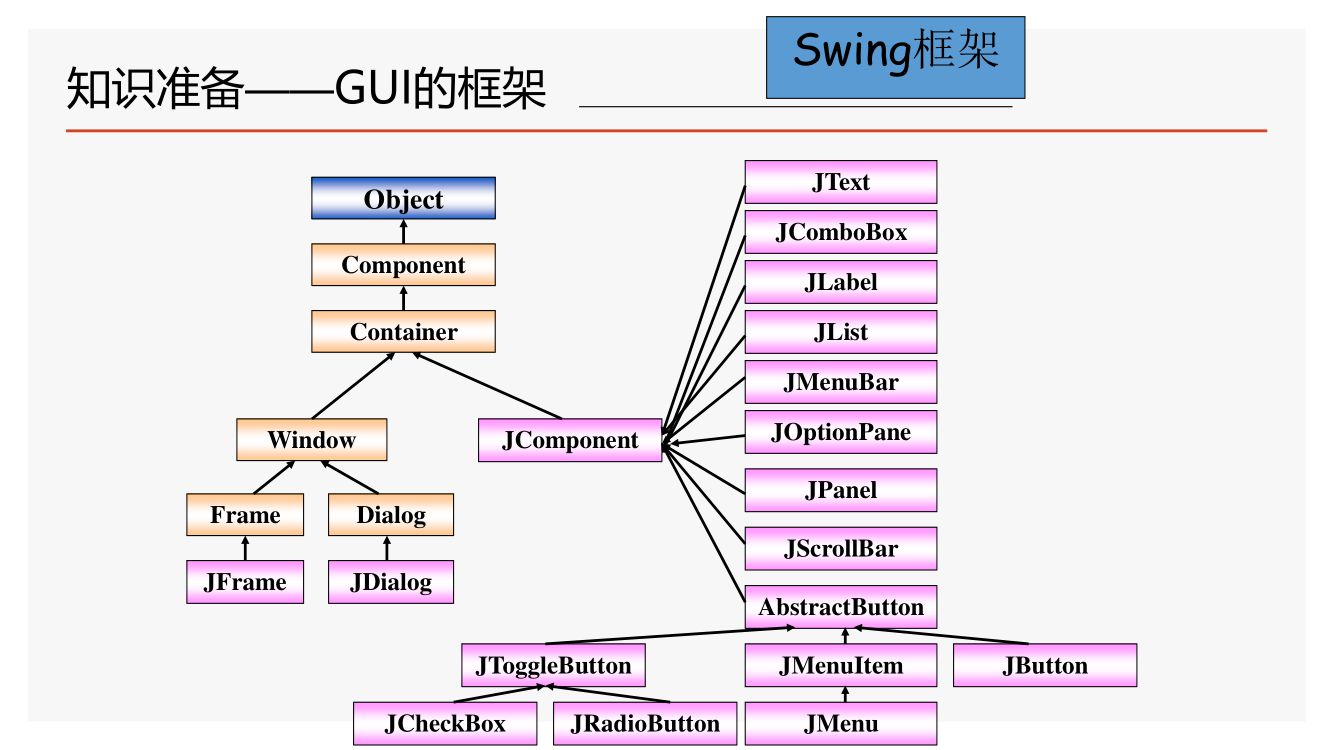 Swing框架
知识准备——GUI的框架
Object
Component
Container
Window
JComponent
Frame
Dialog
JFrame
JDialog
JText
JComboBox
JLabel
JList
JMenuBar
JOptionPane
JPanel
JScrollBar
AbstractButton
JToggleButton
JMenuItem
JButton
JCheckBox
JRadioButton
JMenu